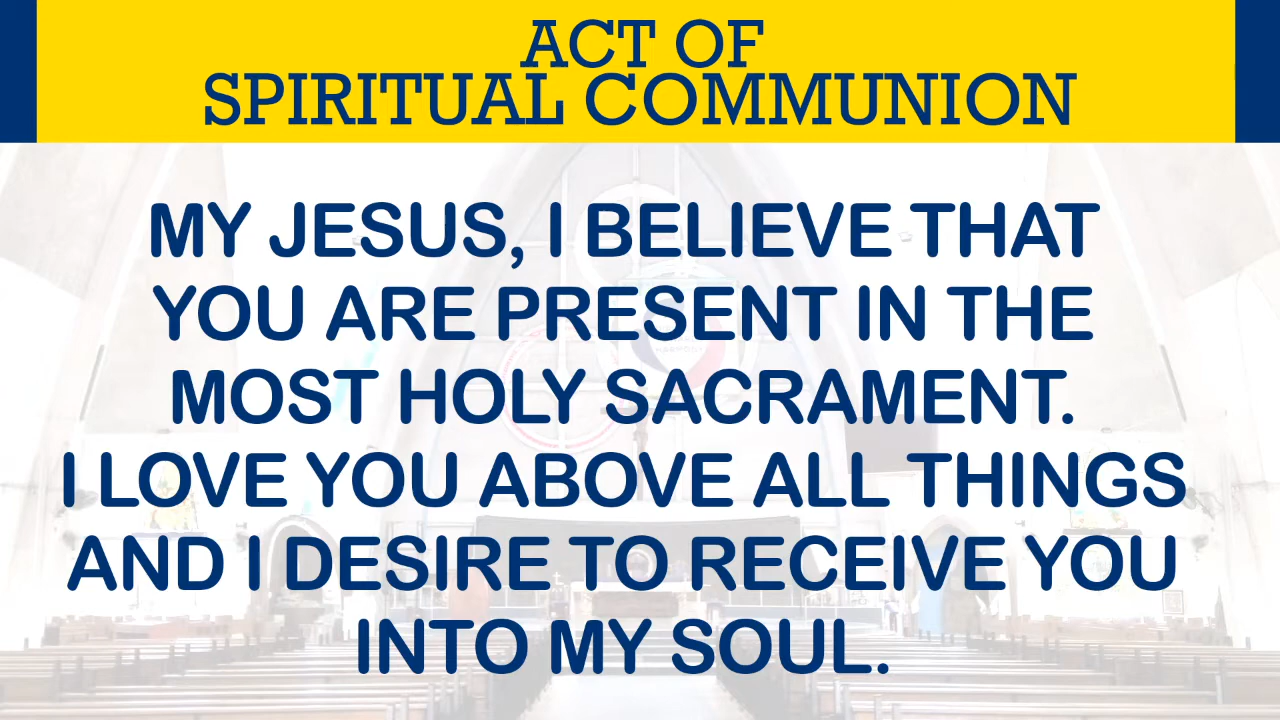 ACT OF
SPIRITUAL COMMUNION
MY JESUS, I BELIEVE THAT
YOU ARE PRESENT IN THE
MOST HOLY SACRAMENT.
I LOVE YOU ABOVE ALL THINGS
AND I DESIRE TO RECEIVE YOU
INTO MY SOUL.